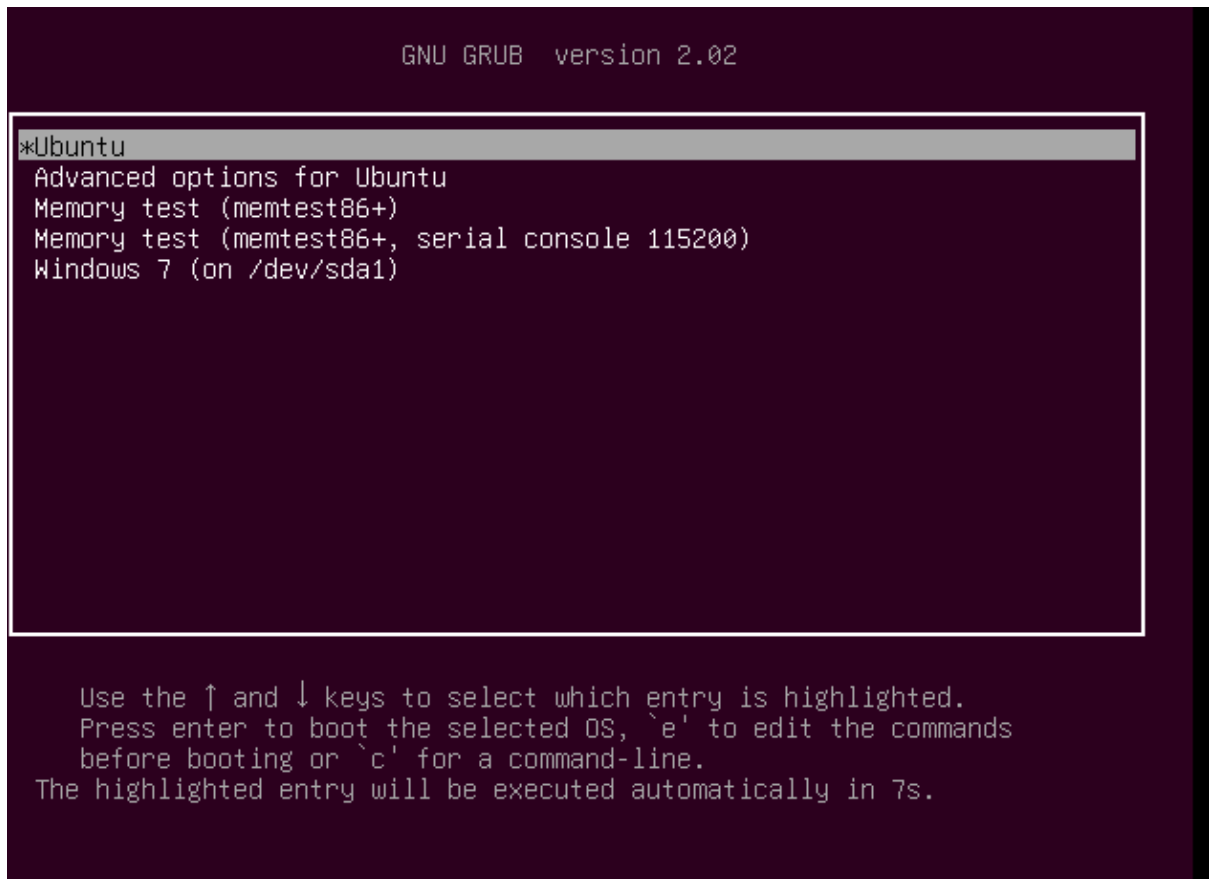 GNU GRUB  version 2.02
*Ubuntu
Advanced options for Ubuntu
Memory test (memtest86+)
Memory test (memtest86+, serial console 115200)
Windows 7 (on /dev/sda1)
Use the ↑ and ↓ keys to select which entry is highlighted.
Press enter to boot the selected OS, `e' to edit the commands
before booting or `c' for a command-line.
The highlighted entry will be executed automatically in 7s.